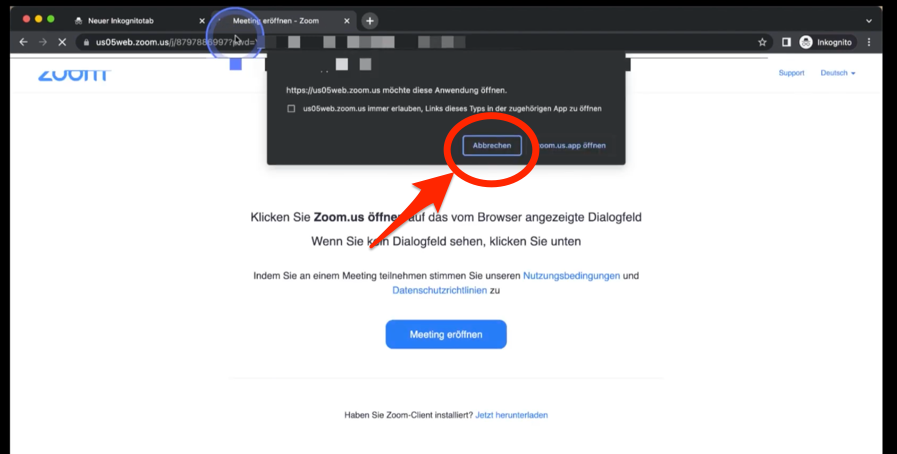 Neuer Inkognitotab
Meeting eröffnen - Zoom
us05web.zoom.us/j/8797886997?pwd=
Inkognito
zoom
Support
Deutsch
https://us05web.zoom.us möchte diese Anwendung öffnen.
us05web.zoom.us immer erlauben, Links dieses Typs in der zugehörigen App zu öffnen
Abbrechen
zoom.us.app öffnen
Klicken Sie Zoom.us öffnen auf das vom Browser angezeigte Dialogfeld
Wenn Sie kein Dialogfeld sehen, klicken Sie unten
Indem Sie an einem Meeting teilnehmen stimmen Sie unseren Nutzungsbedingungen und
Datenschutzrichtlinien zu
Meeting eröffnen
Haben Sie Zoom-Client installiert? Jetzt herunterladen